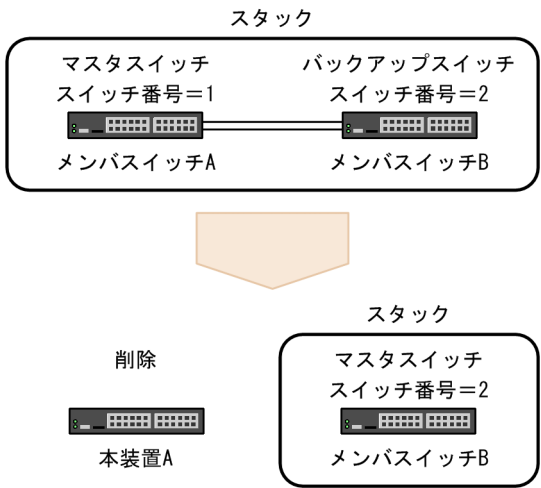 スタック
マスタスイッチ
バックアップスイッチ
スイッチ番号=1
スイッチ番号=2
メンバスイッチA
メンバスイッチB
スタック
削除
マスタスイッチ
スイッチ番号=2
本装置A
メンバスイッチB